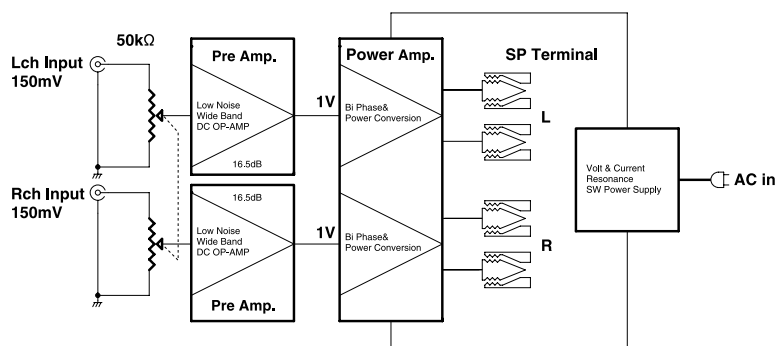 50kΩ
Lch Input
150mV
Pre Amp.
Low Noise
Wide Band
DC OP-AMP
16.5dB
1V
Power Amp.
Bi Phase&
Power Conversion
SP Terminal
L
Volt & Current
Resonance
SW Power Supply
AC in
Rch Input
150mV
16.5dB
Low Noise
Wide Band
DC OP-AMP
Pre Amp.
1V
Bi Phase&
Power Conversion
R